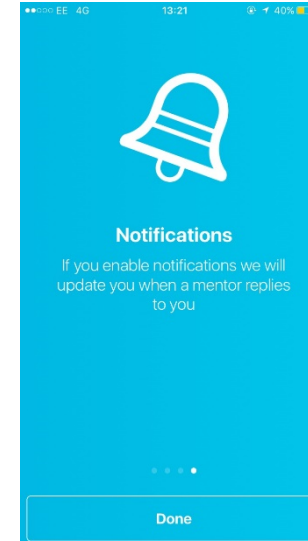 EE 4G 13:21 40%
Notifications
If you enable notifications we will
update you when a mentor replies
to you
Done